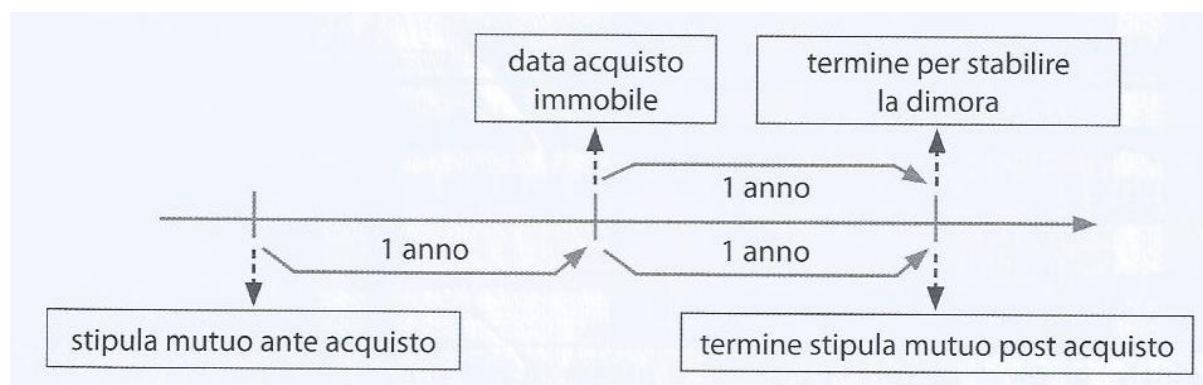 data acquisto
immobile
termine per stabilire
la dimora
1 anno
1 anno
1 anno
stipula mutuo ante acquisto
termine stipula mutuo post acquisto